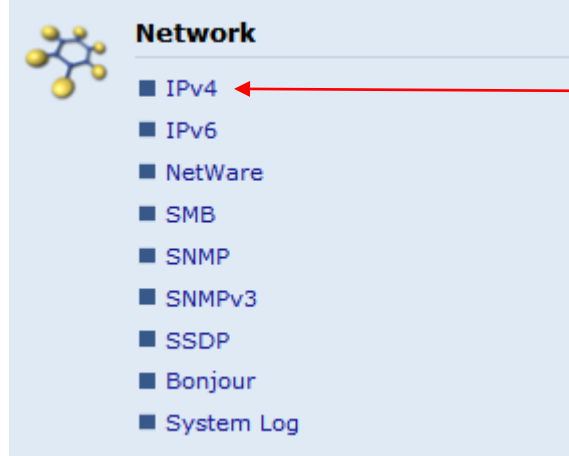 Network
IPv4
IPv6
NetWare
SMB
SNMP
SNMPv3
SSDP
Bonjour
System Log